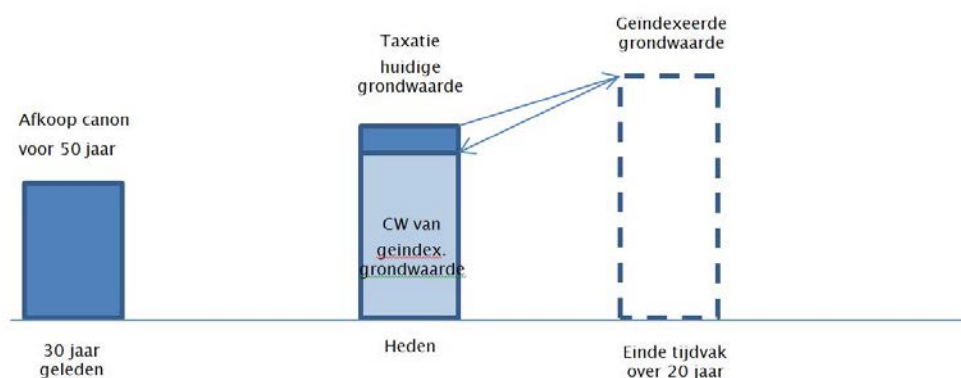 Afkoop canon
voor 50 jaar
Taxatie
huidige
grondwaarde
Geïndexeerde
grondwaarde
CW van
geindex.
grondwaarde
30 jaar
geleden
Heden
Einde tijdvak
over 20 jaar